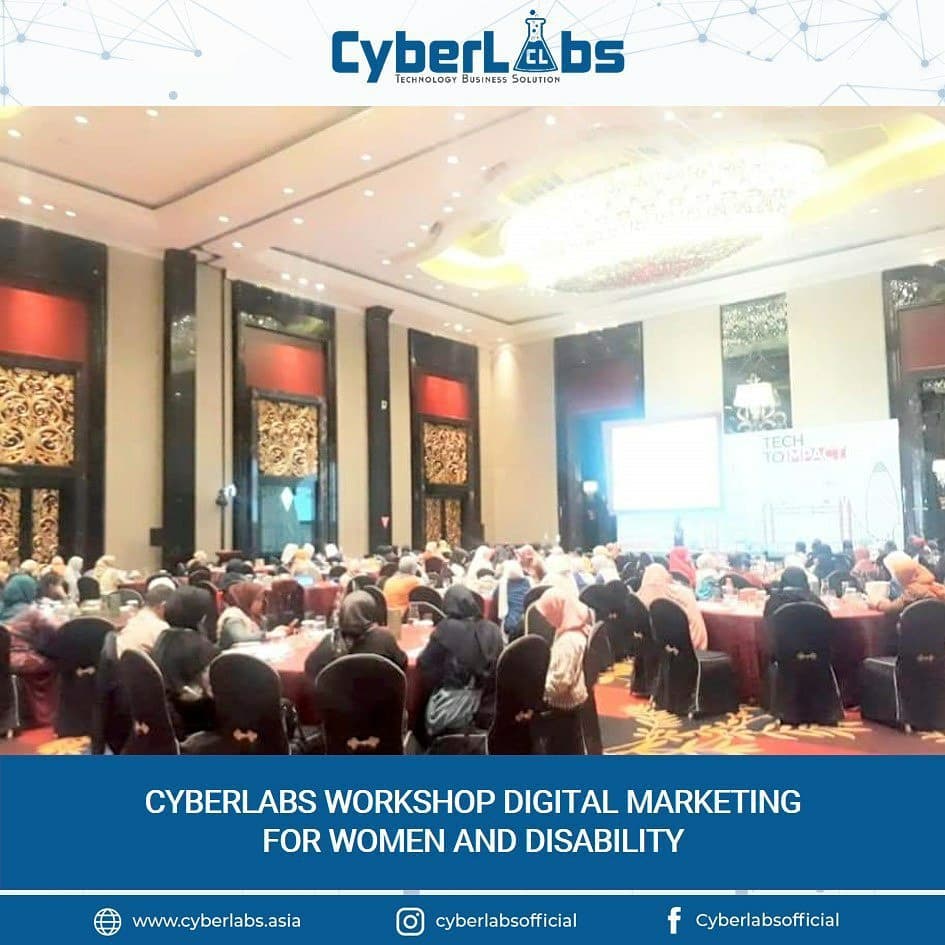 CyberLabs
CL
Technology Business Solution
TECH
TO IMPACT
CYBERLABS WORKSHOP DIGITAL MARKETING
FOR WOMEN AND DISABILITY
www.cyberlabs.asia
cyberlabsofficial
Cyberlabsofficial